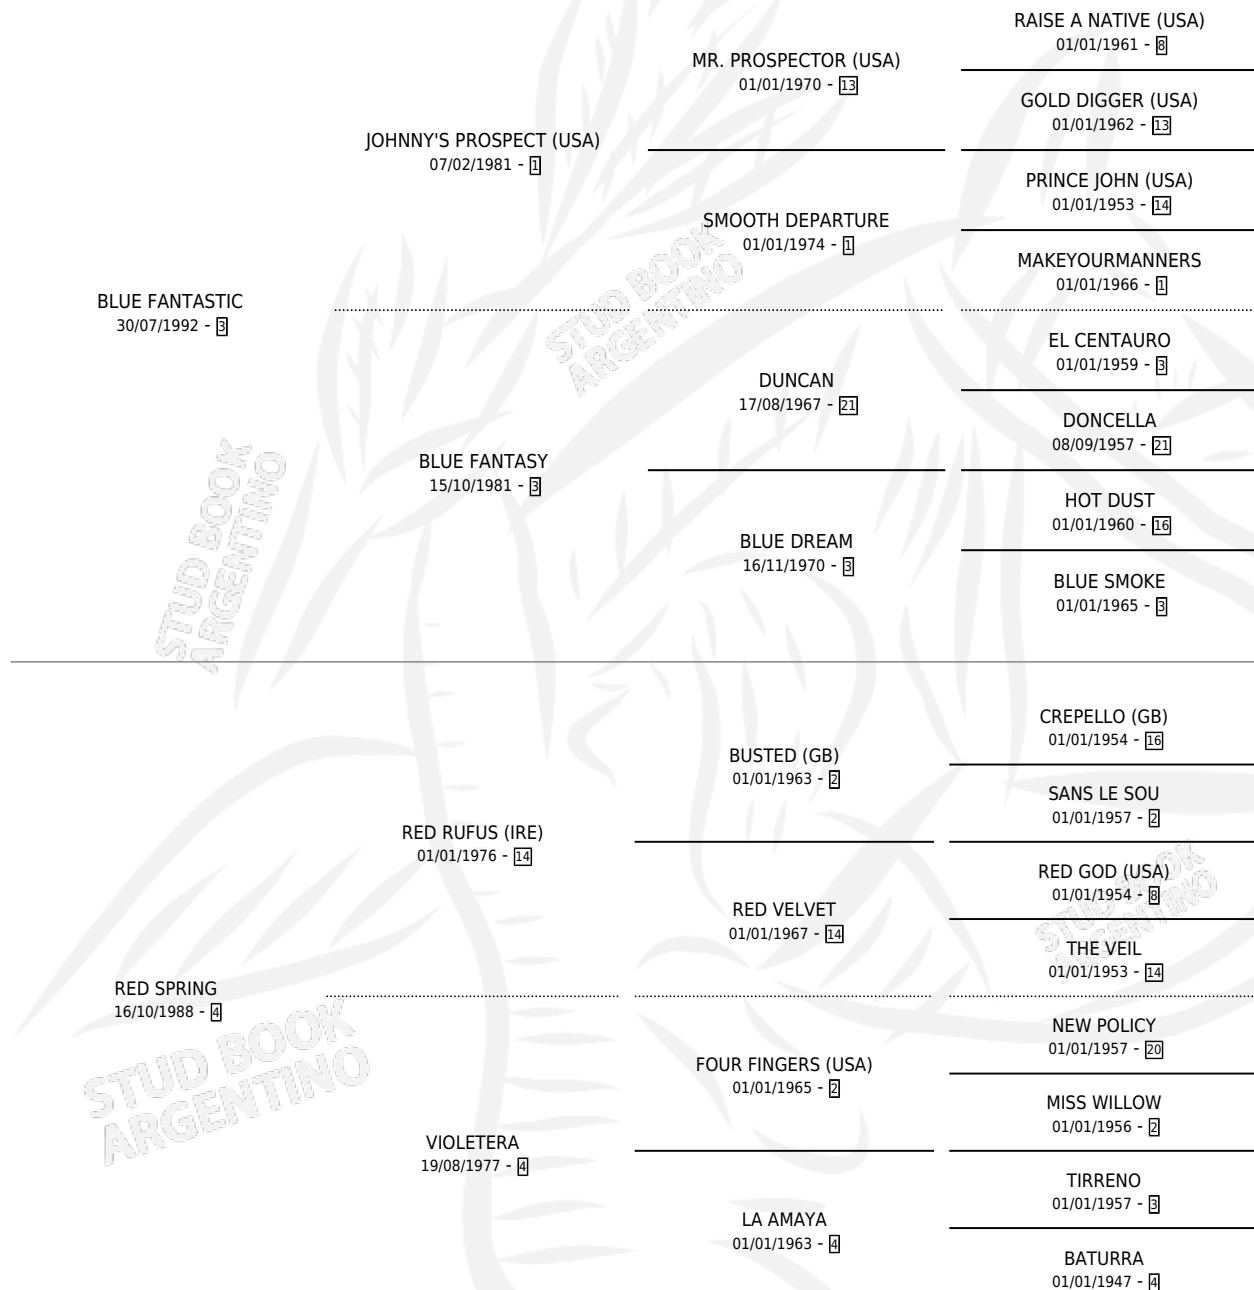 RAISE A NATIVE (USA)
01/01/1961 - 8
MR. PROSPECTOR (USA)
01/01/1970 - 13
GOLD DIGGER (USA)
01/01/1962 - 13
JOHNNY'S PROSPECT (USA)
07/02/1981 - 1
PRINCE JOHN (USA)
01/01/1953 - 14
SMOOTH DEPARTURE
01/01/1974 - 1
MAKEYOURMANNERS
01/01/1966 - 1
BLUE FANTASTIC
30/07/1992 - 3
STUD BOOK
ARGENTINO
EL CENTAURO
01/01/1959 - 3
DUNCAN
17/08/1967 - 21
DONCELLA
08/09/1957 - 21
BLUE FANTASY
15/10/1981 - 3
HOT DUST
01/01/1960 - 16
BLUE DREAM
16/11/1970 - 3
BLUE SMOKE
01/01/1965 - 3
STUD BOOK
ARGENTINO
CREPELLO (GB)
01/01/1954 - 16
BUSTED (GB)
01/01/1963 - 2
SANS LE SOU
01/01/1957 - 2
RED RUFUS (IRE)
01/01/1976 - 14
RED GOD (USA)
01/01/1954 - 8
RED VELVET
01/01/1967 - 14
THE VEIL
01/01/1953 - 14
STUD BOOK
ARGENTINO
RED SPRING
16/10/1988 - 4
NEW POLICY
01/01/1957 - 20
FOUR FINGERS (USA)
01/01/1965 - 2
MISS WILLOW
01/01/1956 - 2
STUD BOOK
ARGENTINO
VIOLETERA
19/08/1977 - 4
TIRRENO
01/01/1957 - 3
LA AMAYA
01/01/1963 - 4
BATURRA
01/01/1947 - 4